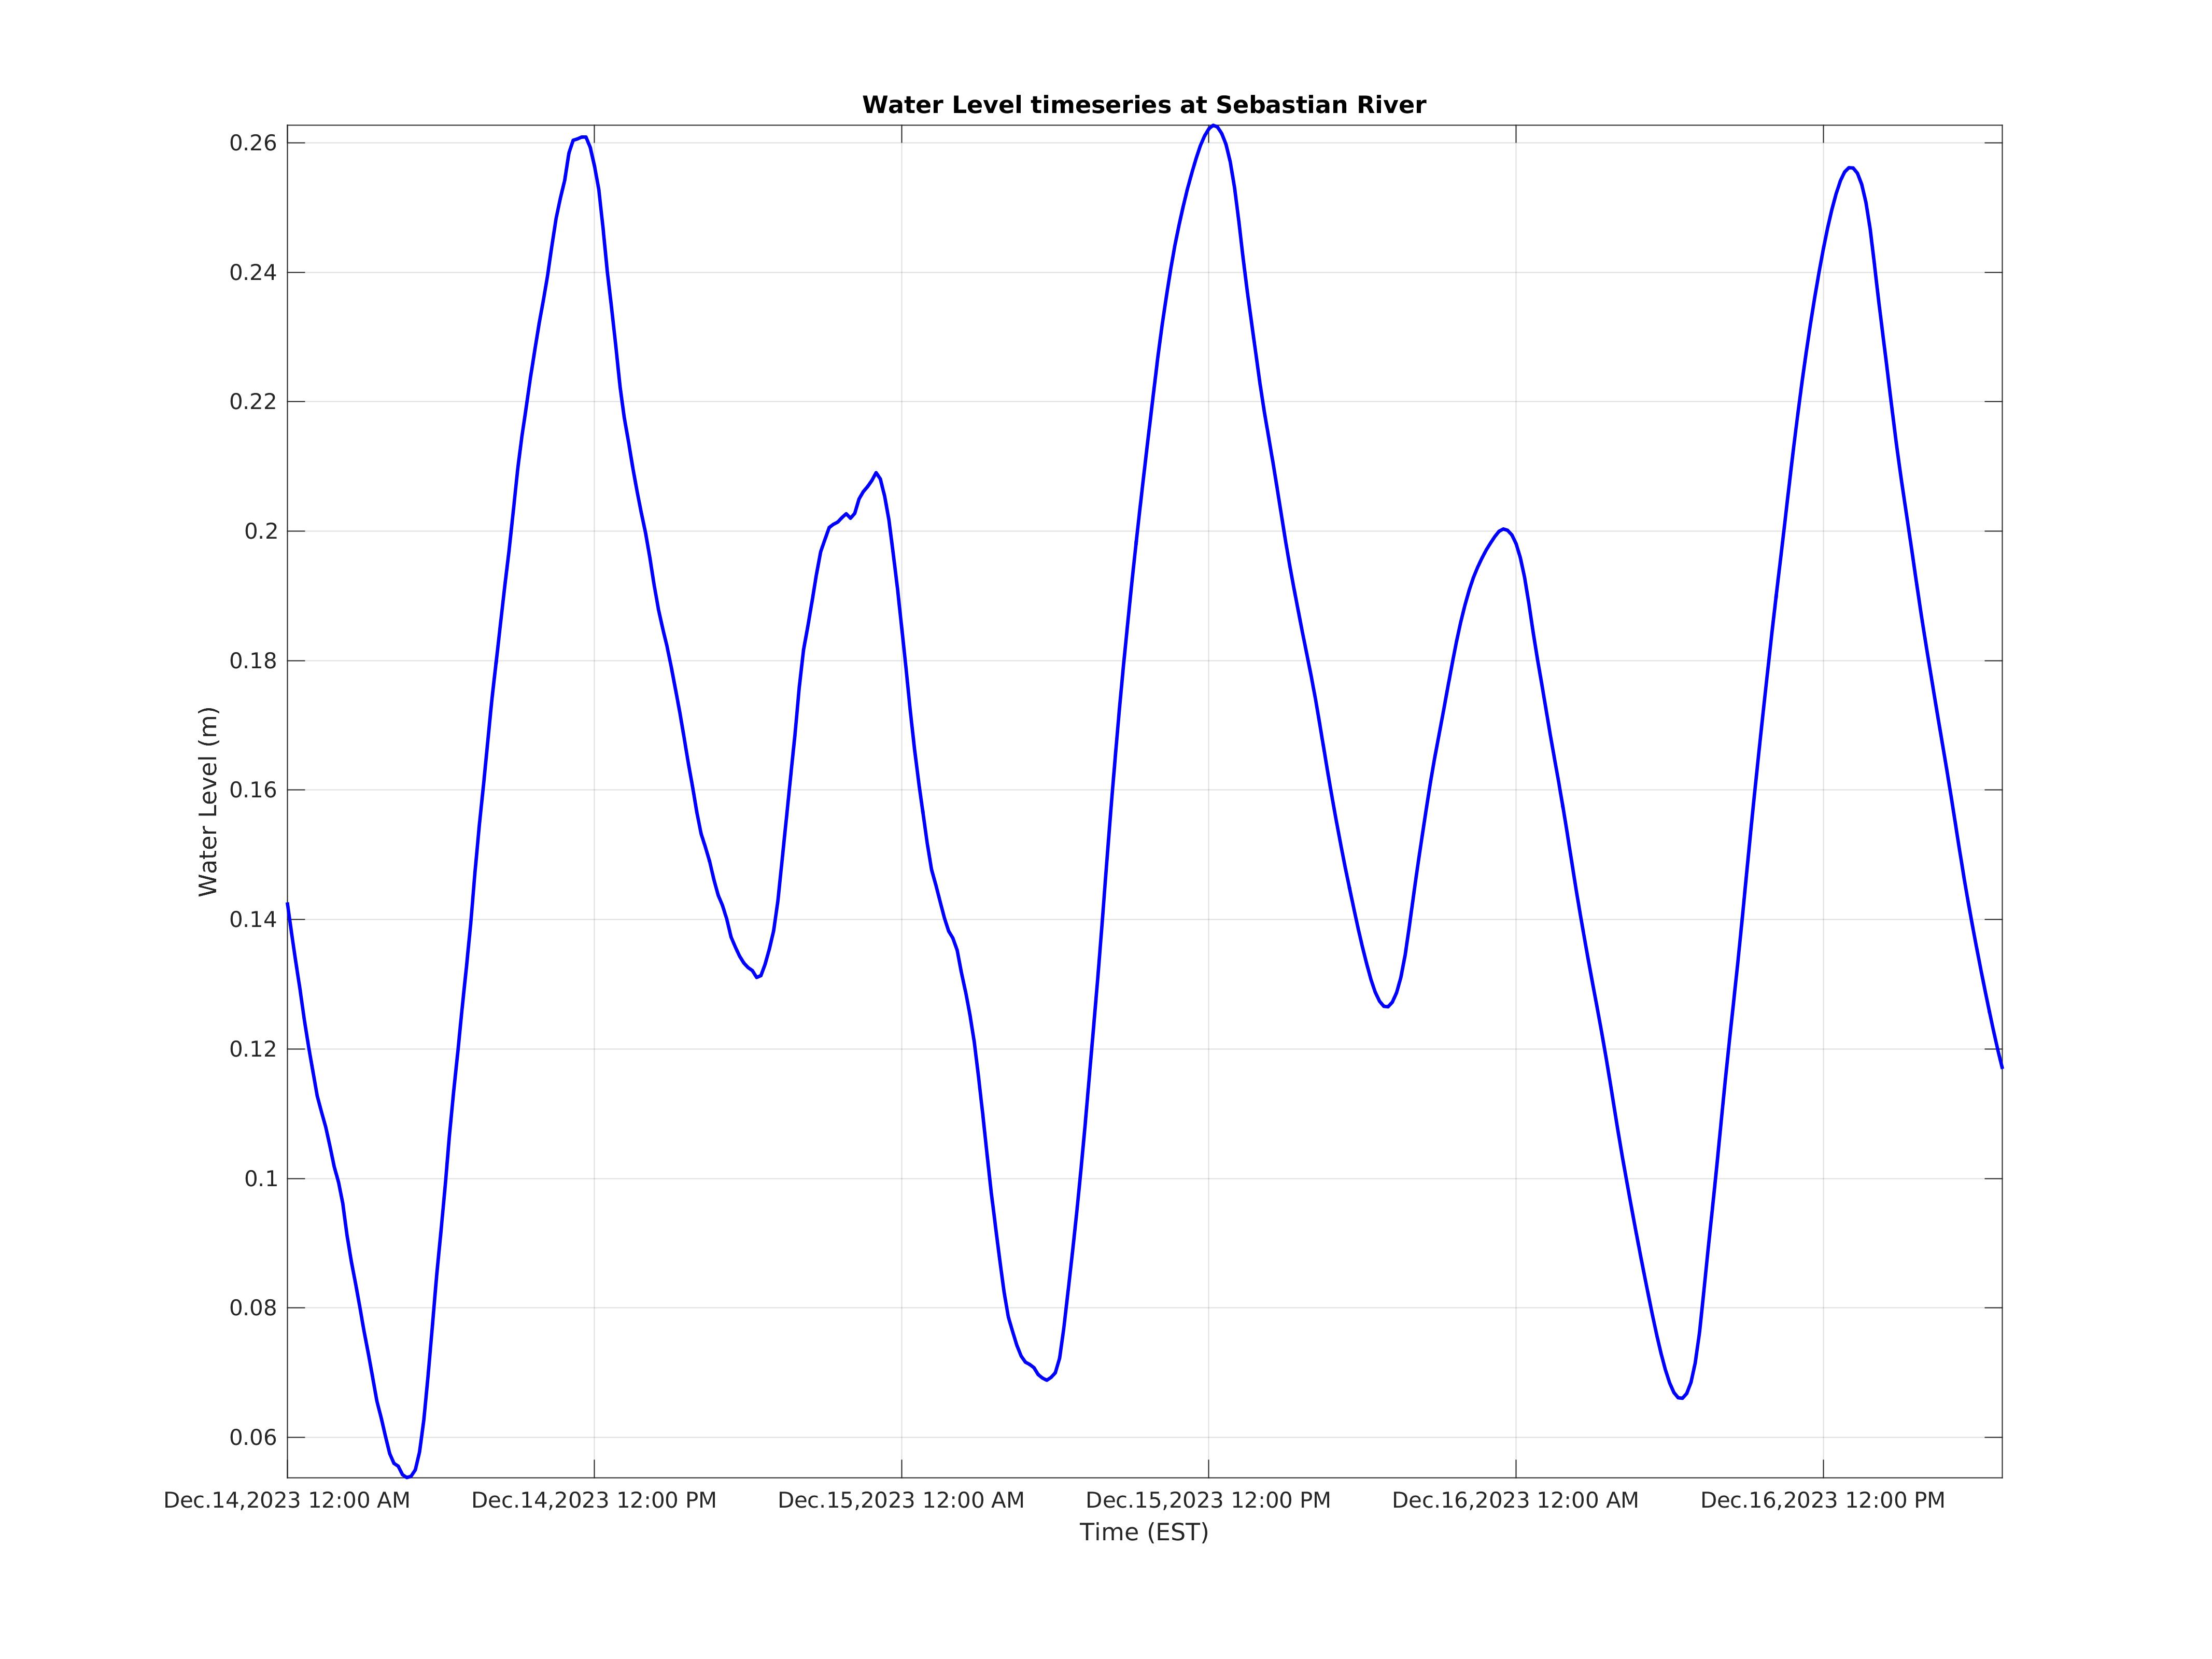 Water Level timeseries at Sebastian River
0.26
0.24
0.22
0.2
0.18
0.16
0.14
0.12
0.1
0.08
0.06
Water Level (m)
Dec.14,2023 12:00 AM Dec.14,2023 12:00 PM Dec.15,2023 12:00 AM Dec.15,2023 12:00 PM Dec.16,2023 12:00 AM Dec.16,2023 12:00 PM
Time (EST)